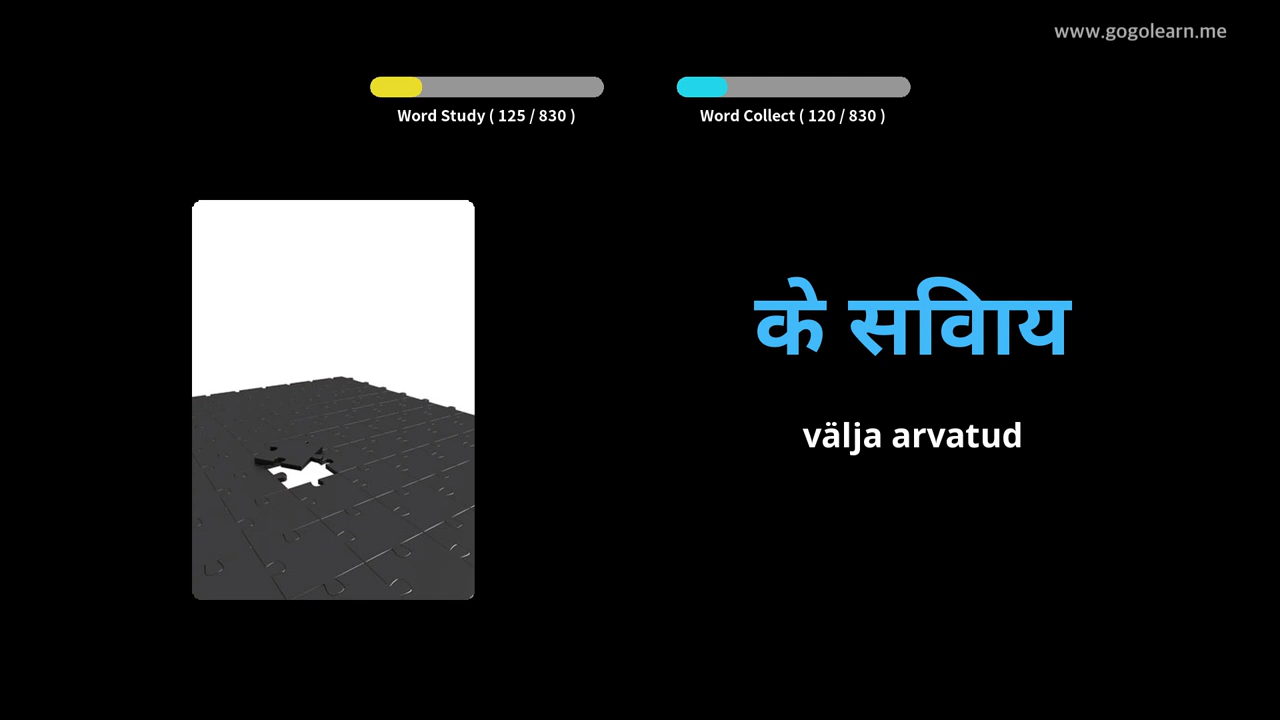 www.gogolearn.me
Word Study ( 125 / 830 )
Word Collect ( 120 / 830 )
के सिवाय
välja arvatud